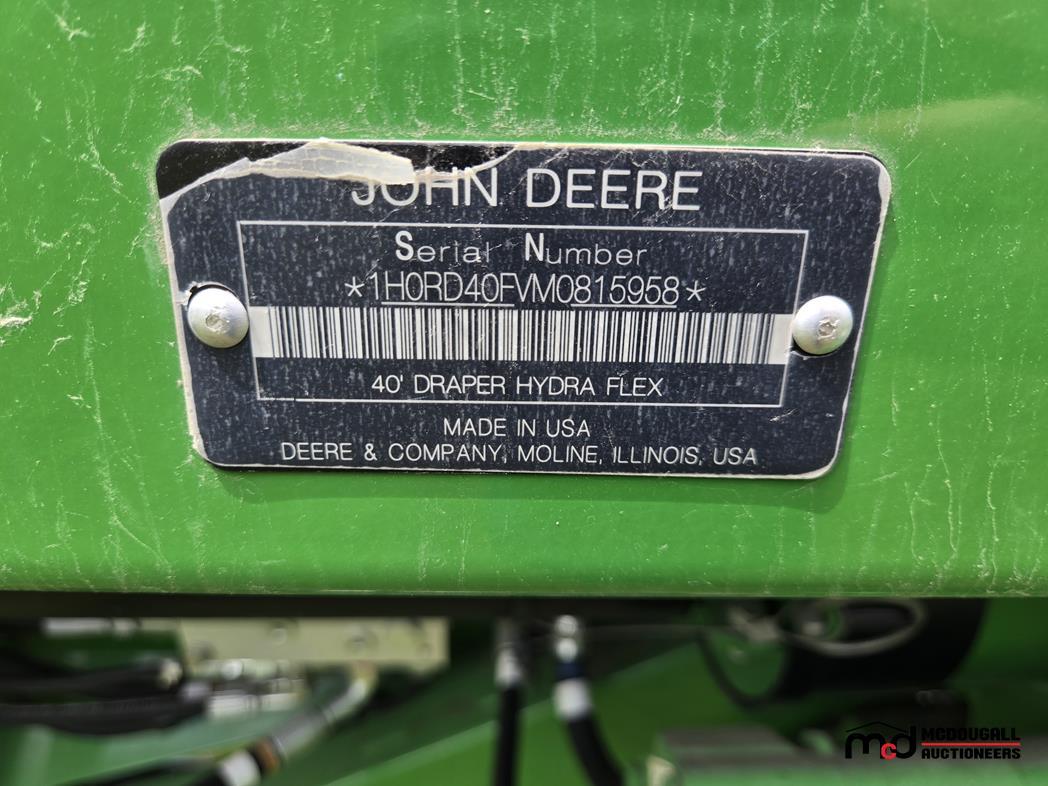 JOHN DEERE
Serial Number
*1H0RD40FVM0815958*
40' DRAPER HYDRA FLEX
MADE IN USA
DEERE & COMPANY, MOLINE, ILLINOIS, USA
mcd MCDOUGALL
AUCTIONEERS